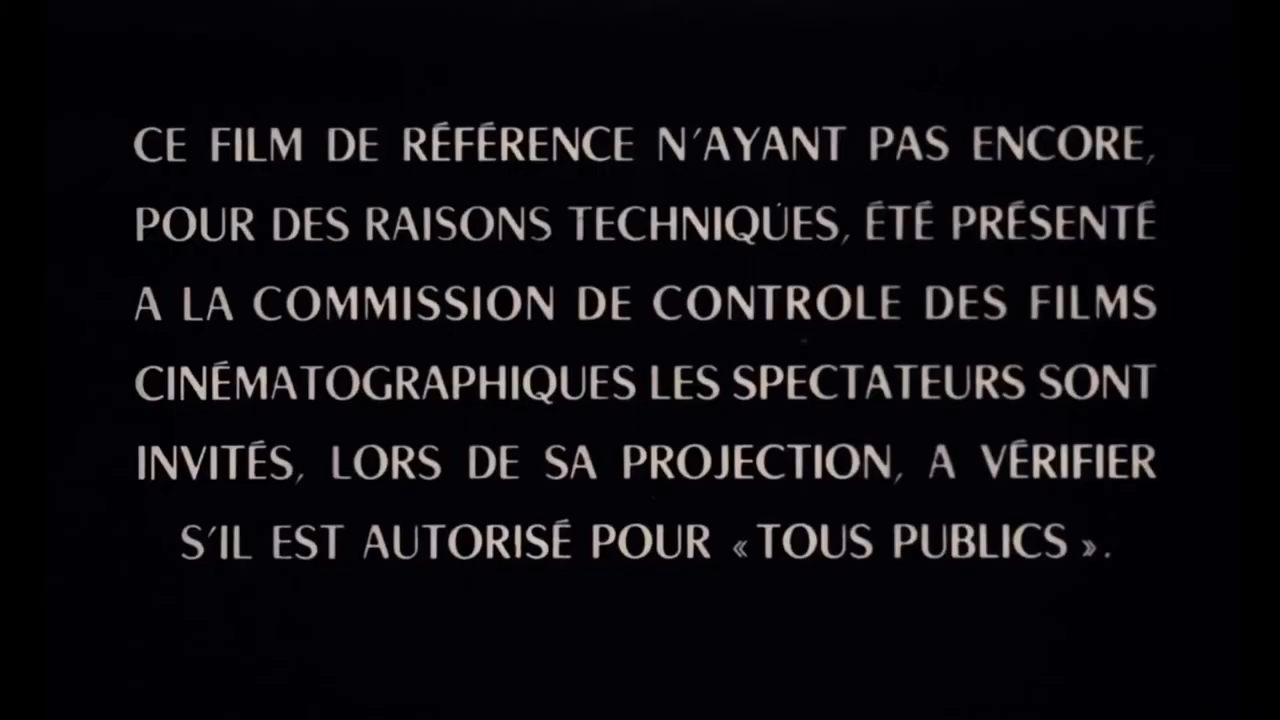 CE FILM DE RÉFÉRENCE N'AYANT PAS ENCORE,
POUR DES RAISONS TECHNIQUES, ÉTÉ PRÉSENTÉ
A LA COMMISSION DE CONTROLE DES FILMS
CINÉMATOGRAPHIQUES LES SPECTATEURS SONT
INVITÉS, LORS DE SA PROJECTION, A VÉRIFIER
S'IL EST AUTORISÉ POUR « TOUS PUBLICS ».